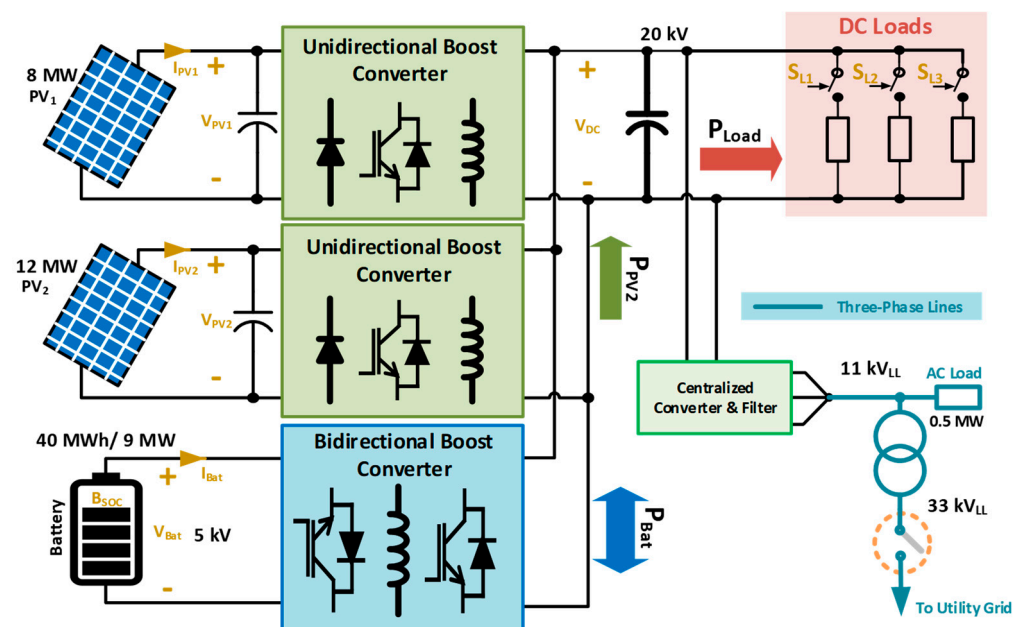 8 MW
PV1
IPV1
+
VPV1
-
Unidirectional Boost
Converter
20 kV
+
VDC
-
PLoad
DC Loads
SL1
SL2
SL3
12 MW
PV2
IPV2
+
VPV2
-
Unidirectional Boost
Converter
PPV2
Three-Phase Lines
Centralized
Converter & Filter
11 kVLL
AC Load
0.5 MW
33 kVLL
To Utility Grid
40 MWh/ 9 MW
Battery
BSOC
IBat
+
VBat 5 kV
-
Bidirectional Boost
Converter
PBat